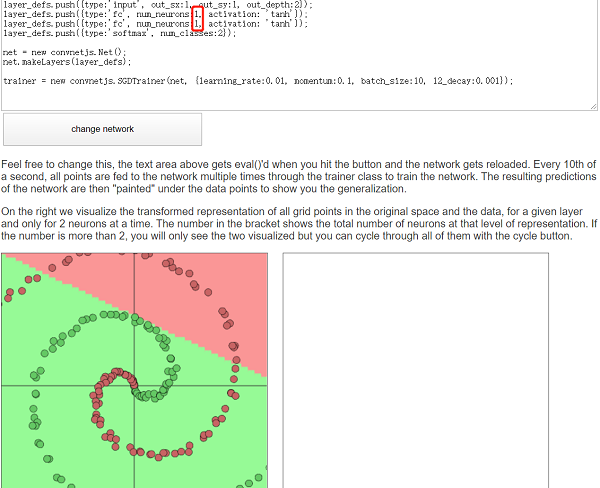 layer_defs.push({type:'input', out_sx:1, out_sy:1, out_depth:2});
layer_defs.push({type:'fc', num_neurons:1, activation: 'tanh'});
layer_defs.push({type:'fc', num_neurons:1, activation: 'tanh'});
layer_defs.push({type:'softmax', num_classes:2});
net = new convnetjs.Net();
net.makeLayers(layer_defs);
trainer = new convnetjs.SGDTrainer(net, {learning_rate:0.01, momentum:0.1, batch_size:10, l2_decay:0.001});
change network
Feel free to change this, the text area above gets eval()'d when you hit the button and the network gets reloaded. Every 10th of
a second, all points are fed to the network multiple times through the trainer class to train the network. The resulting predictions
of the network are then "painted" under the data points to show you the generalization.
On the right we visualize the transformed representation of all grid points in the original space and the data, for a given layer
and only for 2 neurons at a time. The number in the bracket shows the total number of neurons at that level of representation. If
the number is more than 2, you will only see the two visualized but you can cycle through all of them with the cycle button.